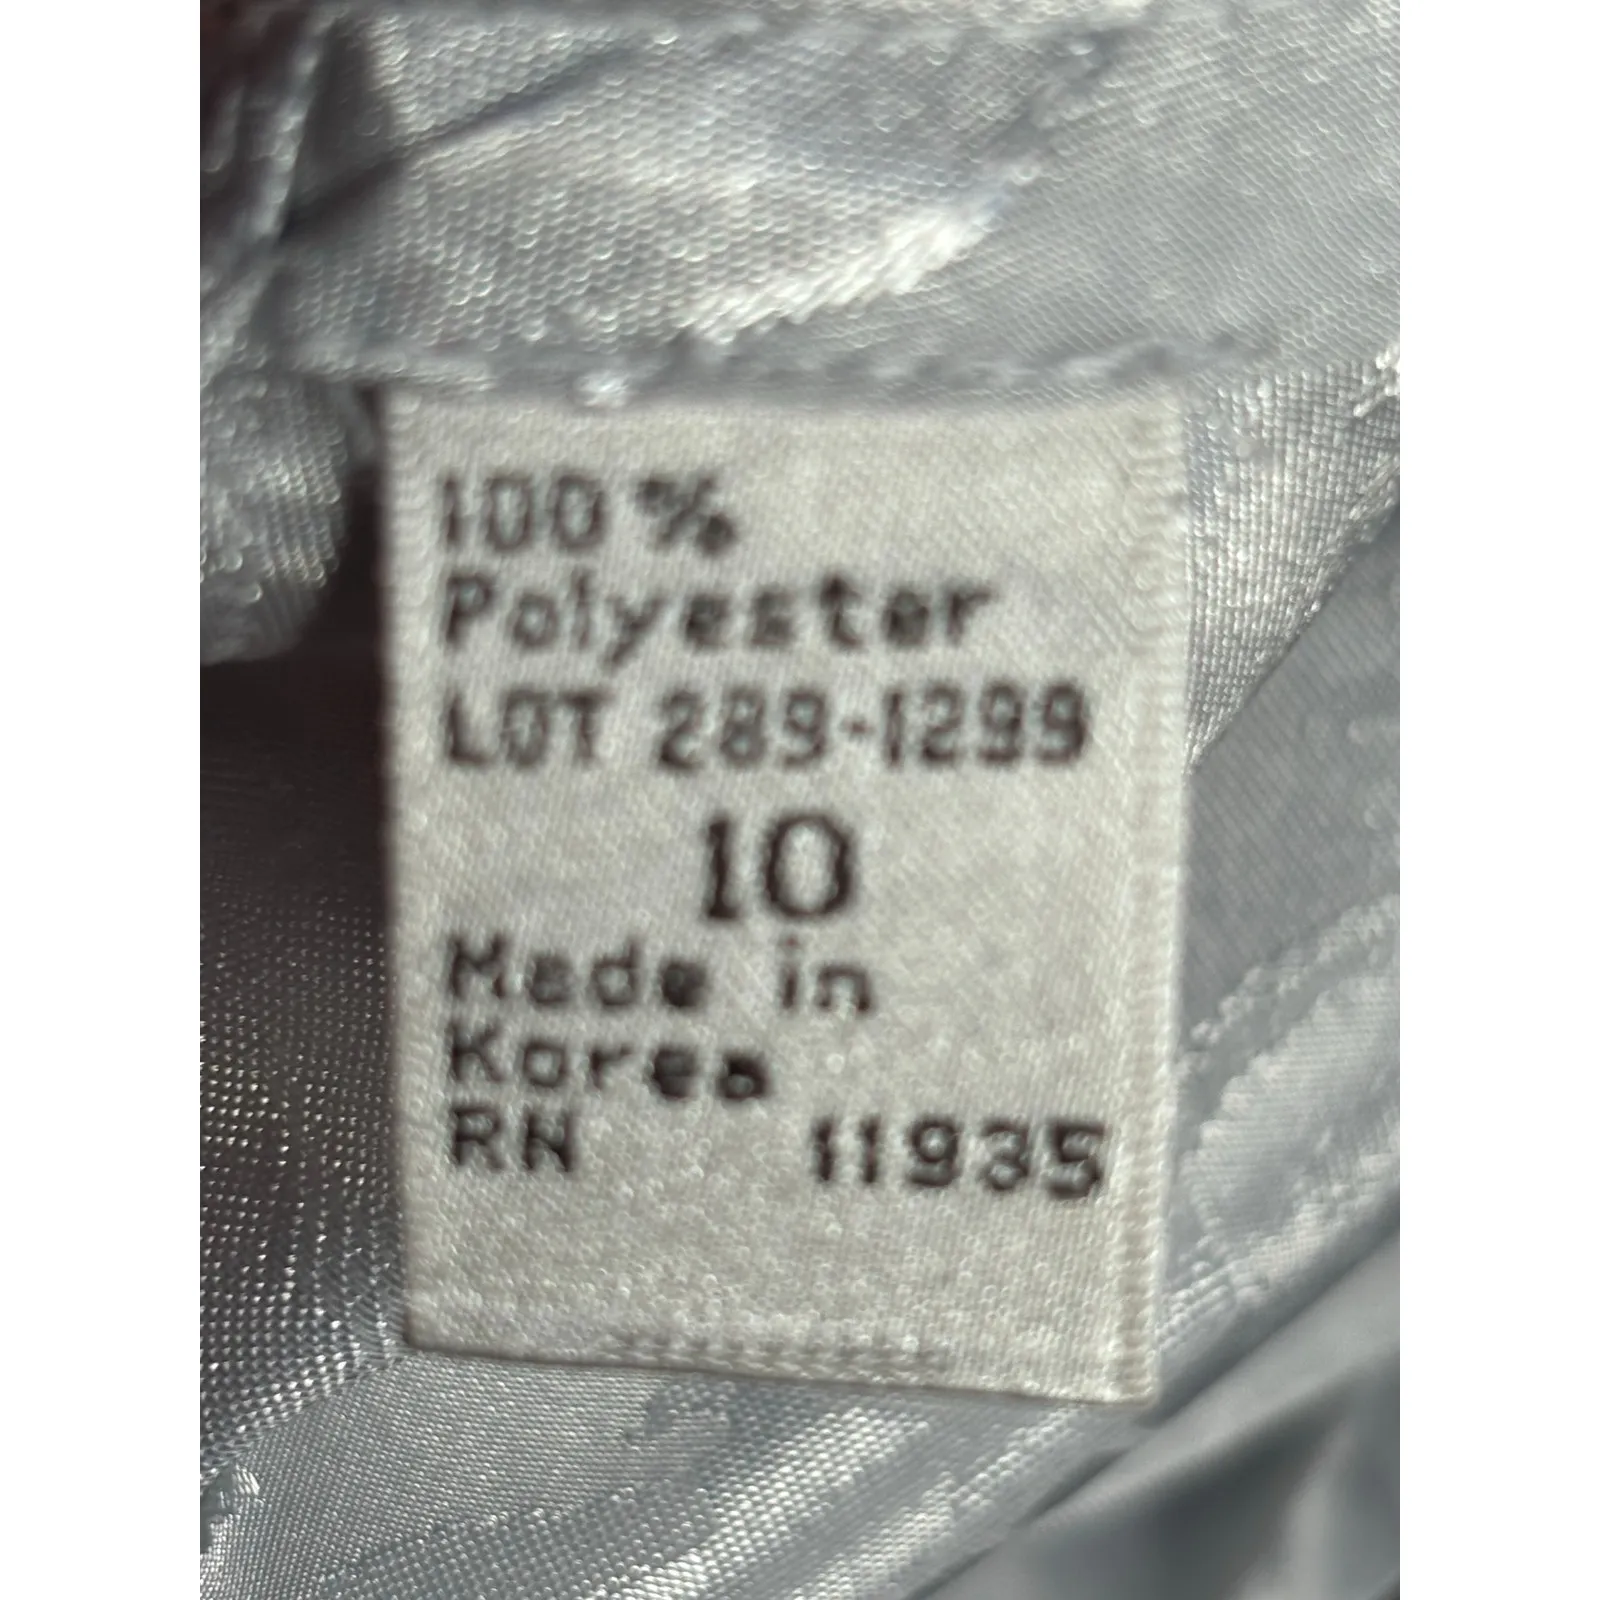 100%
Polyester
LOT 289-1299
10
Made in
Korea
RN 11935